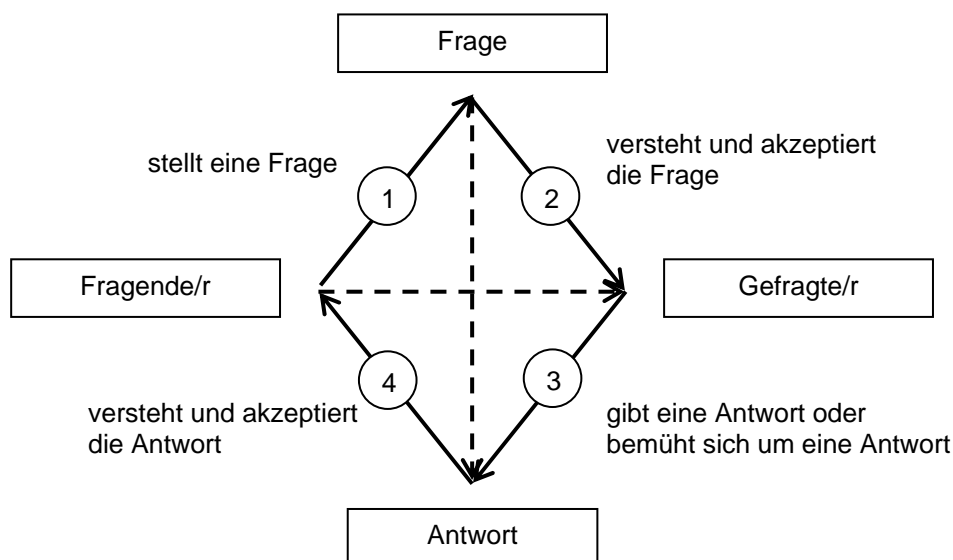 Frage
stellt eine Frage
versteht und akzeptiert
die Frage
1
2
Fragende/r
Gefragte/r
4
3
versteht und akzeptiert
die Antwort
gibt eine Antwort oder
bemüht sich um eine Antwort
Antwort